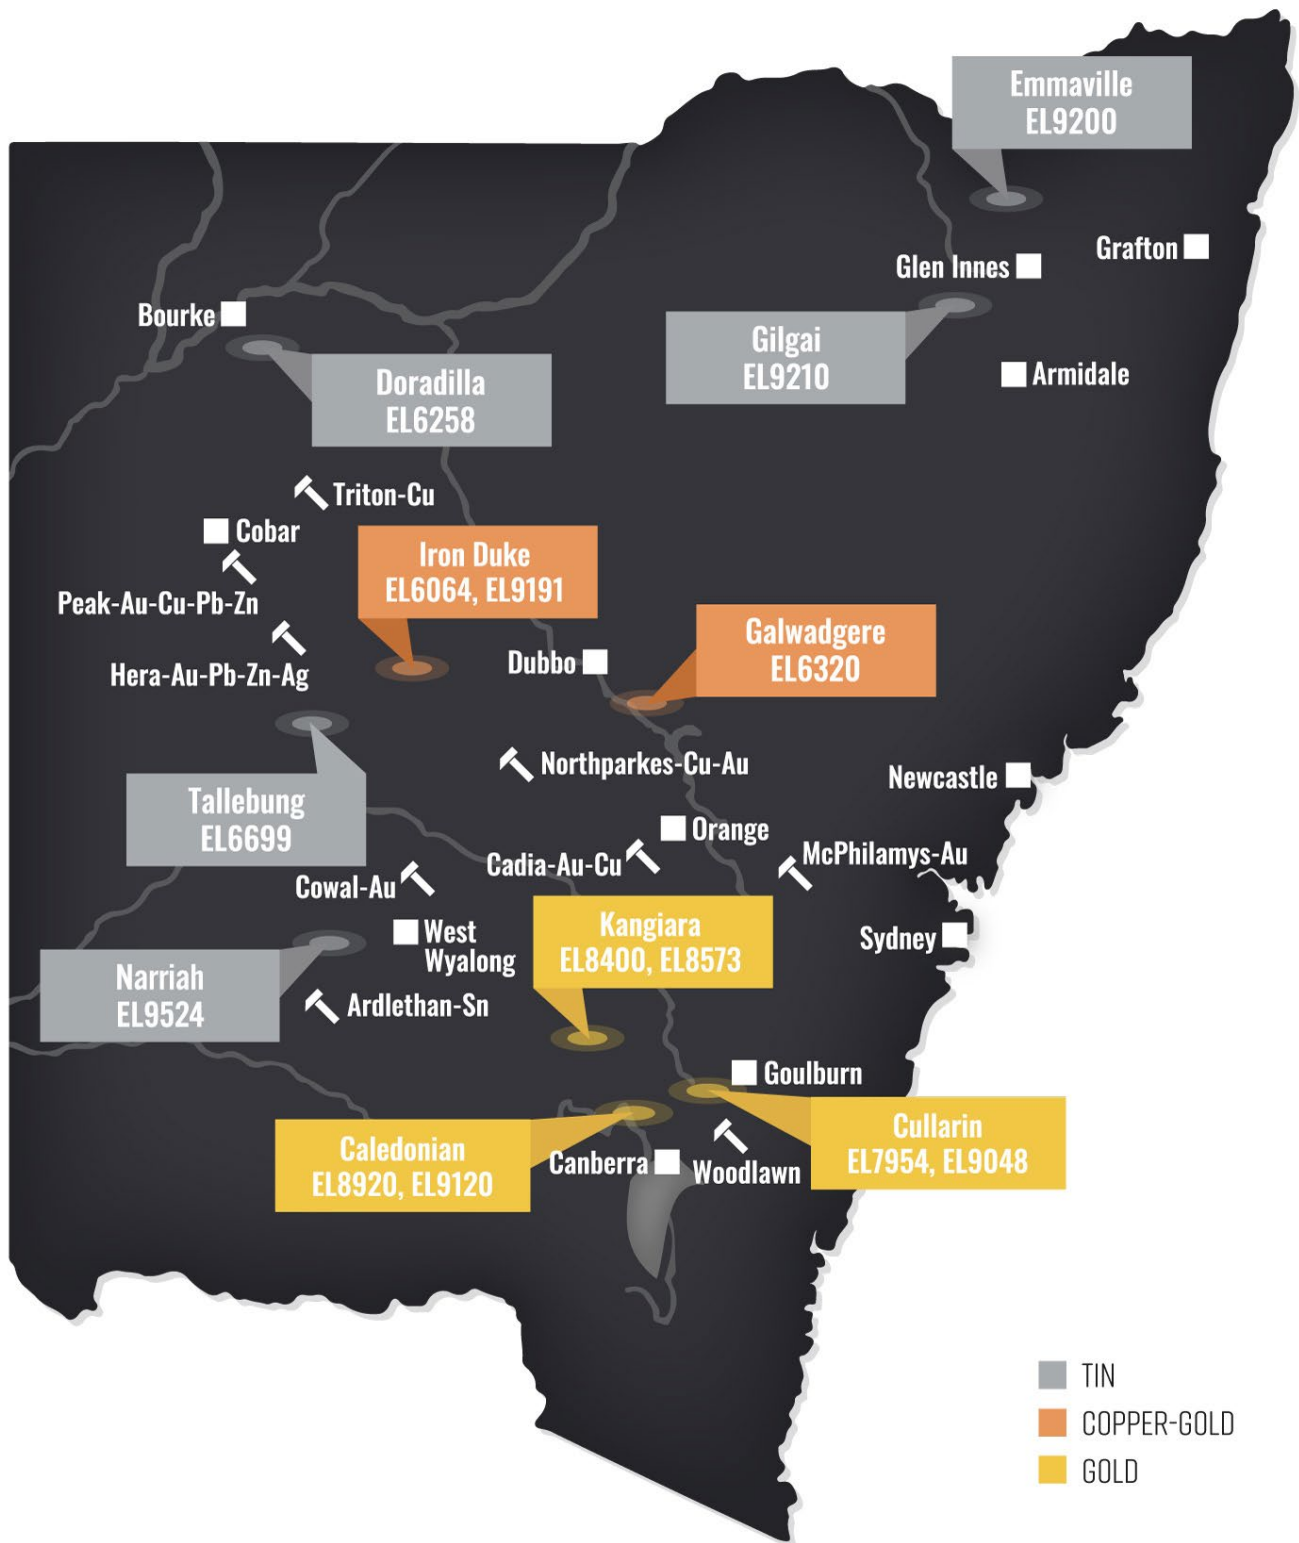 Emmaville
EL9200
Grafton
Glen Innes
Bourke
Gilgai
EL9210
Doradilla
EL6258
Armidale
Triton-Cu
Cobar
Iron Duke
EL6064, EL9191
Peak-Au-Cu-Pb-Zn
Galwadgere
EL6320
Dubbo
Hera-Au-Pb-Zn-Ag
Northparkes-Cu-Au
Newcastle
Tallebung
EL6699
Orange
McPhilamys-Au
Cadia-Au-Cu
Cowal-Au
Kangiara
EL8400, EL8573
West
Wyalong
Sydney
Narriah
EL9524
Ardlethan-Sn
Goulburn
Cullarin
EL7954, EL9048
Caledonian
EL8920, EL9120
Canberra
Woodlawn
TIN
COPPER-GOLD
GOLD